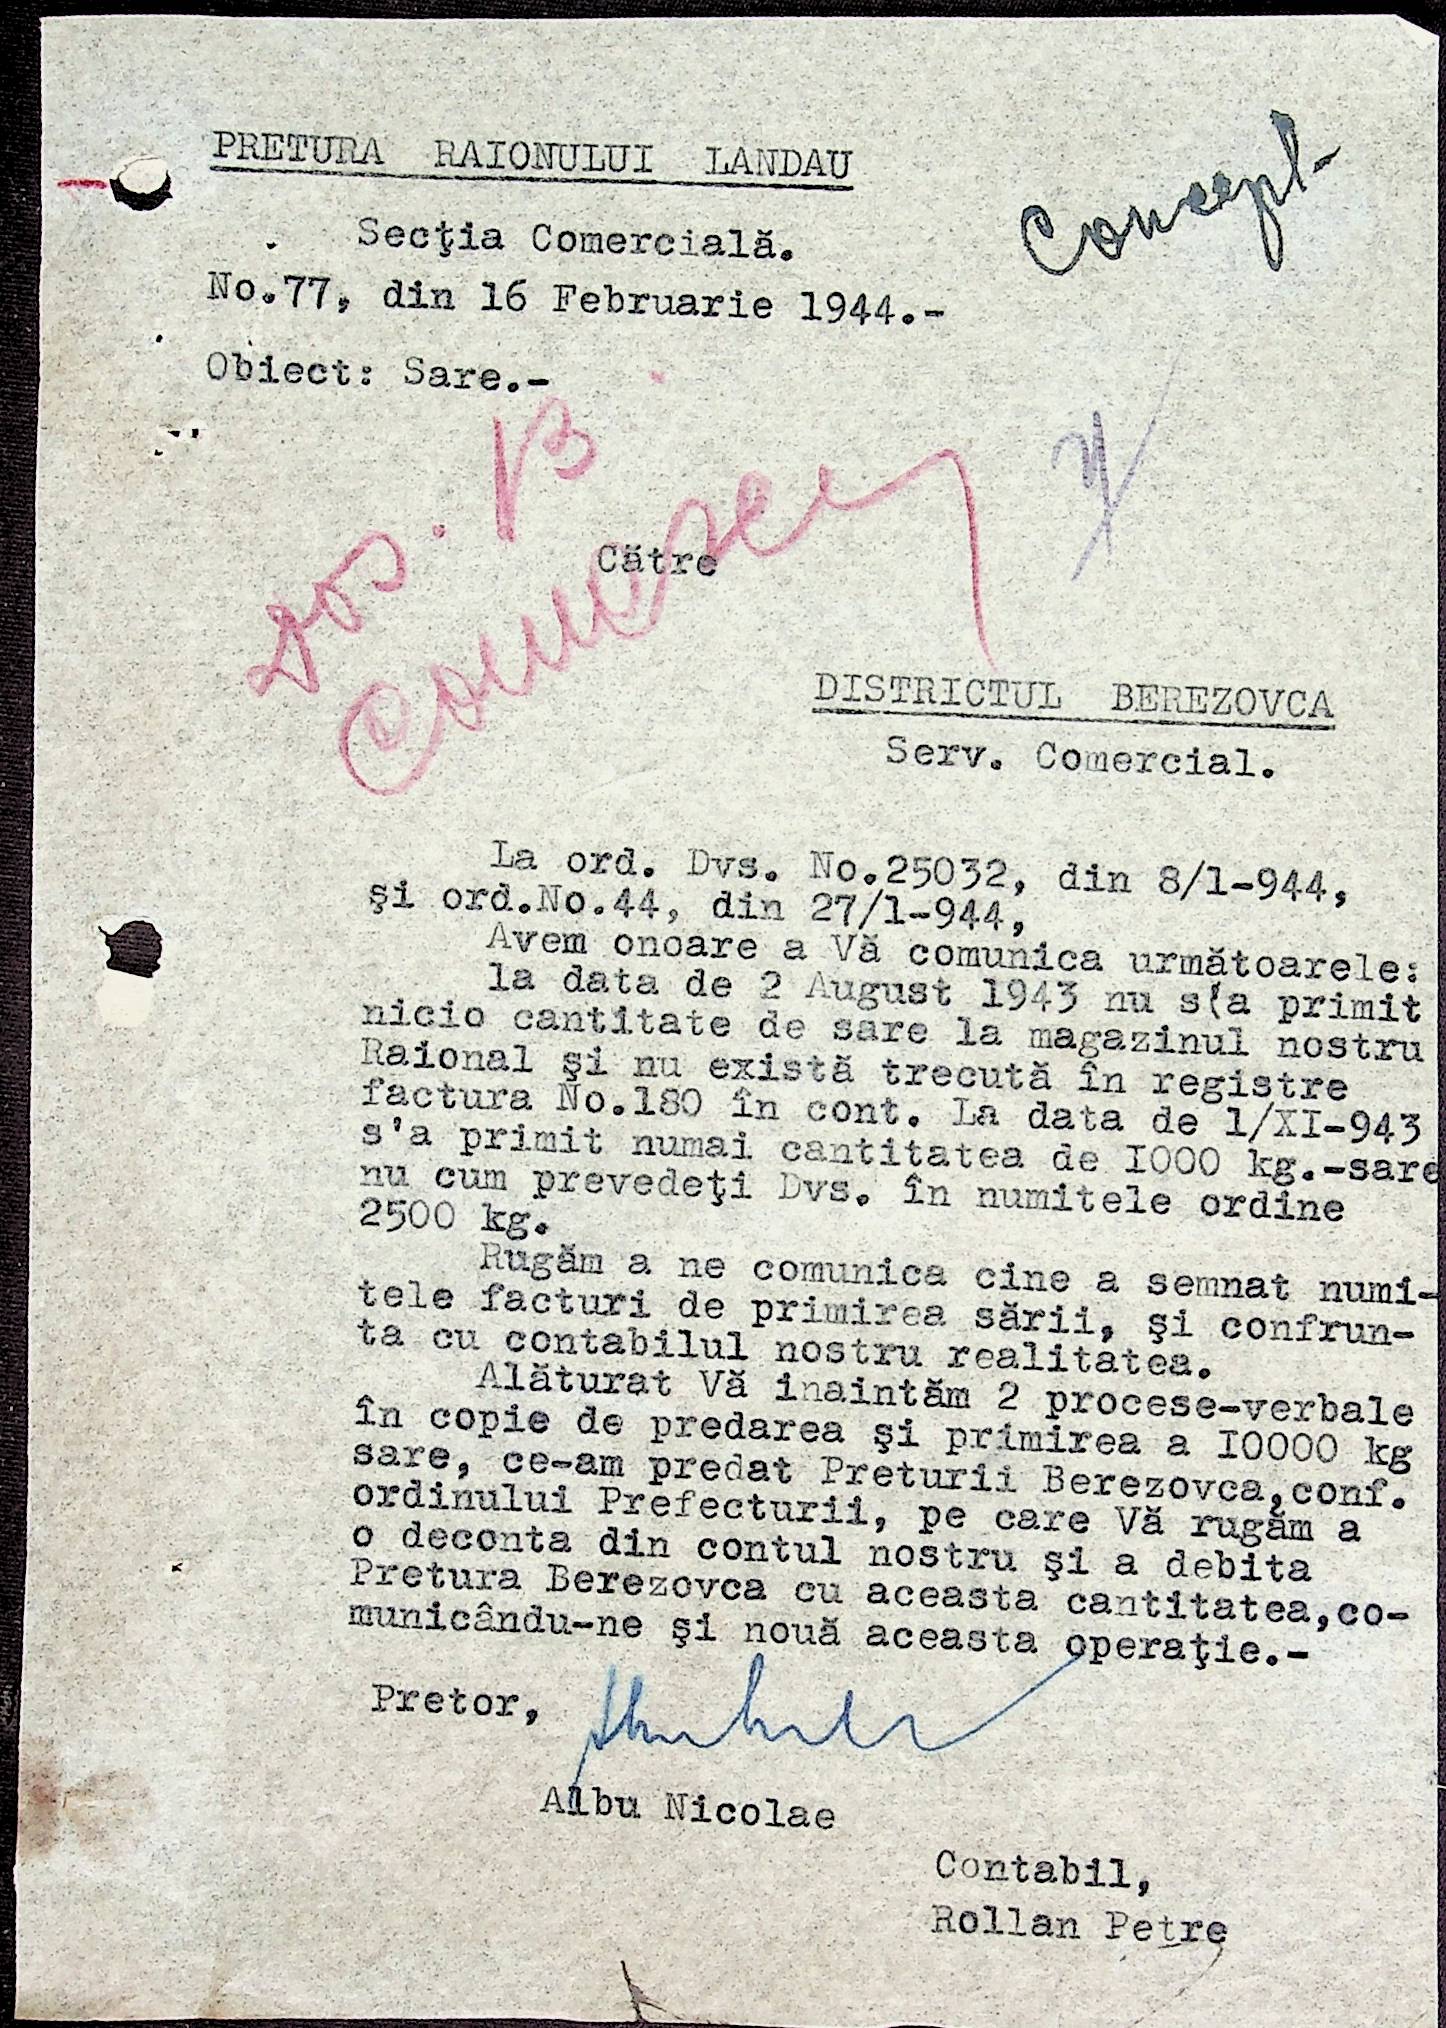 PRETURA RAIONULUI LANDAU
Concept-
Secţia Comercială.
No.77, din 16 Februarie 1944.-
Obiect: Sare.-
Dos. B
Comerc
Către
DISTRICTUL BEREZOVCA
Serv. Comercial.
La ord. Dvs. No.25032, din 8/1-944,
şi ord.No.44, din 27/1-944,
Avem onoare a Vă comunica următoarele:
la data de 2 August 1943 nu s(a primit
nicio cantitate de sare la magazinul nostru
Raional şi nu există trecută în registre
factura No.180 în cont. La data de 1/XI-943
s'a primit numai cantitatea de I000 kg.-sare
nu cum prevedeţi Dvs. în numitele ordine
2500 kg.
Rugăm a ne comunica cine a semnat numi-
tele facturi de primirea sării, şi confrun-
ta cu contabilul nostru realitatea.
Alăturat Vă inaintăm 2 procese-verbale
în copie de predarea şi primirea a I0000 kg
sare, ce-am predat Preturii Berezovca,conf.
ordinului Prefecturii, pe care Vă rugăm a
o deconta din contul nostru şi a debita
Pretura Berezovca cu aceasta cantitatea,co-
municându-ne şi nouă aceasta operaţie.-
Pretor,
Albu Nicolae
Contabil,
Rollan Petre